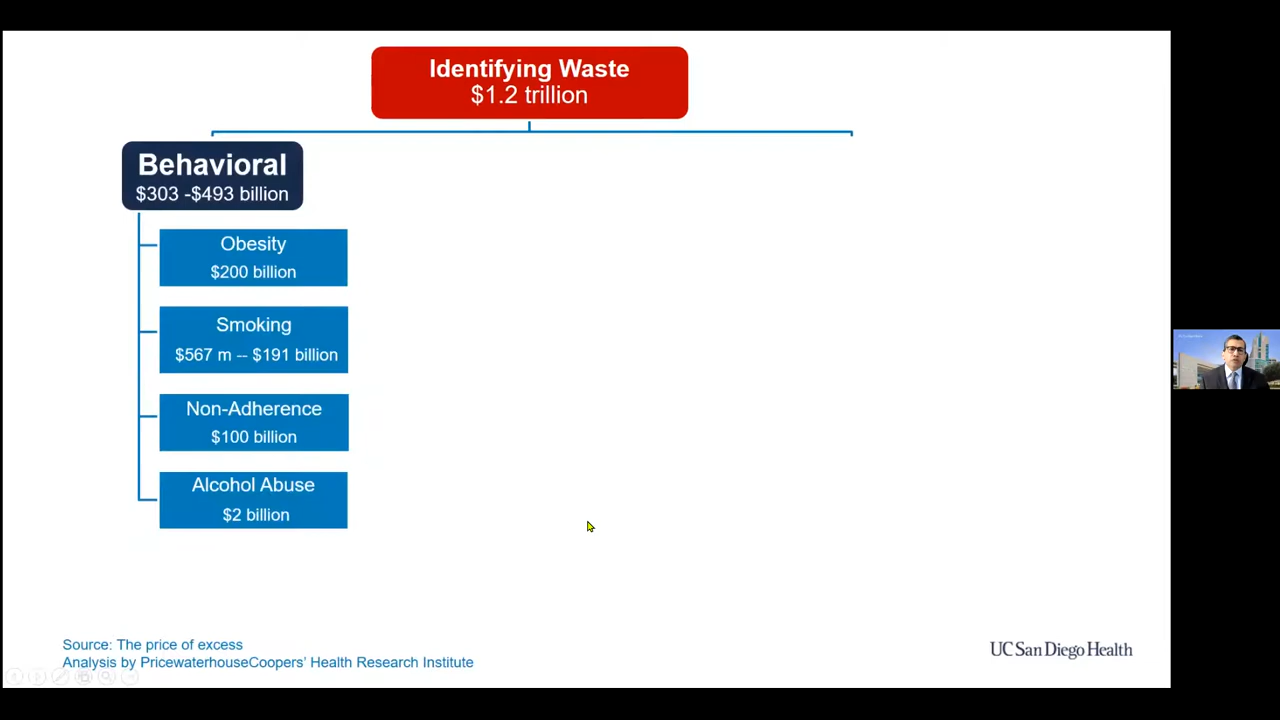 Identifying Waste
$1.2 trillion
Behavioral
$303 -$493 billion
Obesity
$200 billion
Smoking
$567 m -- $191 billion
Non-Adherence
$100 billion
Alcohol Abuse
$2 billion
Source: The price of excess
Analysis by PricewaterhouseCoopers’ Health Research Institute
UC San Diego Health